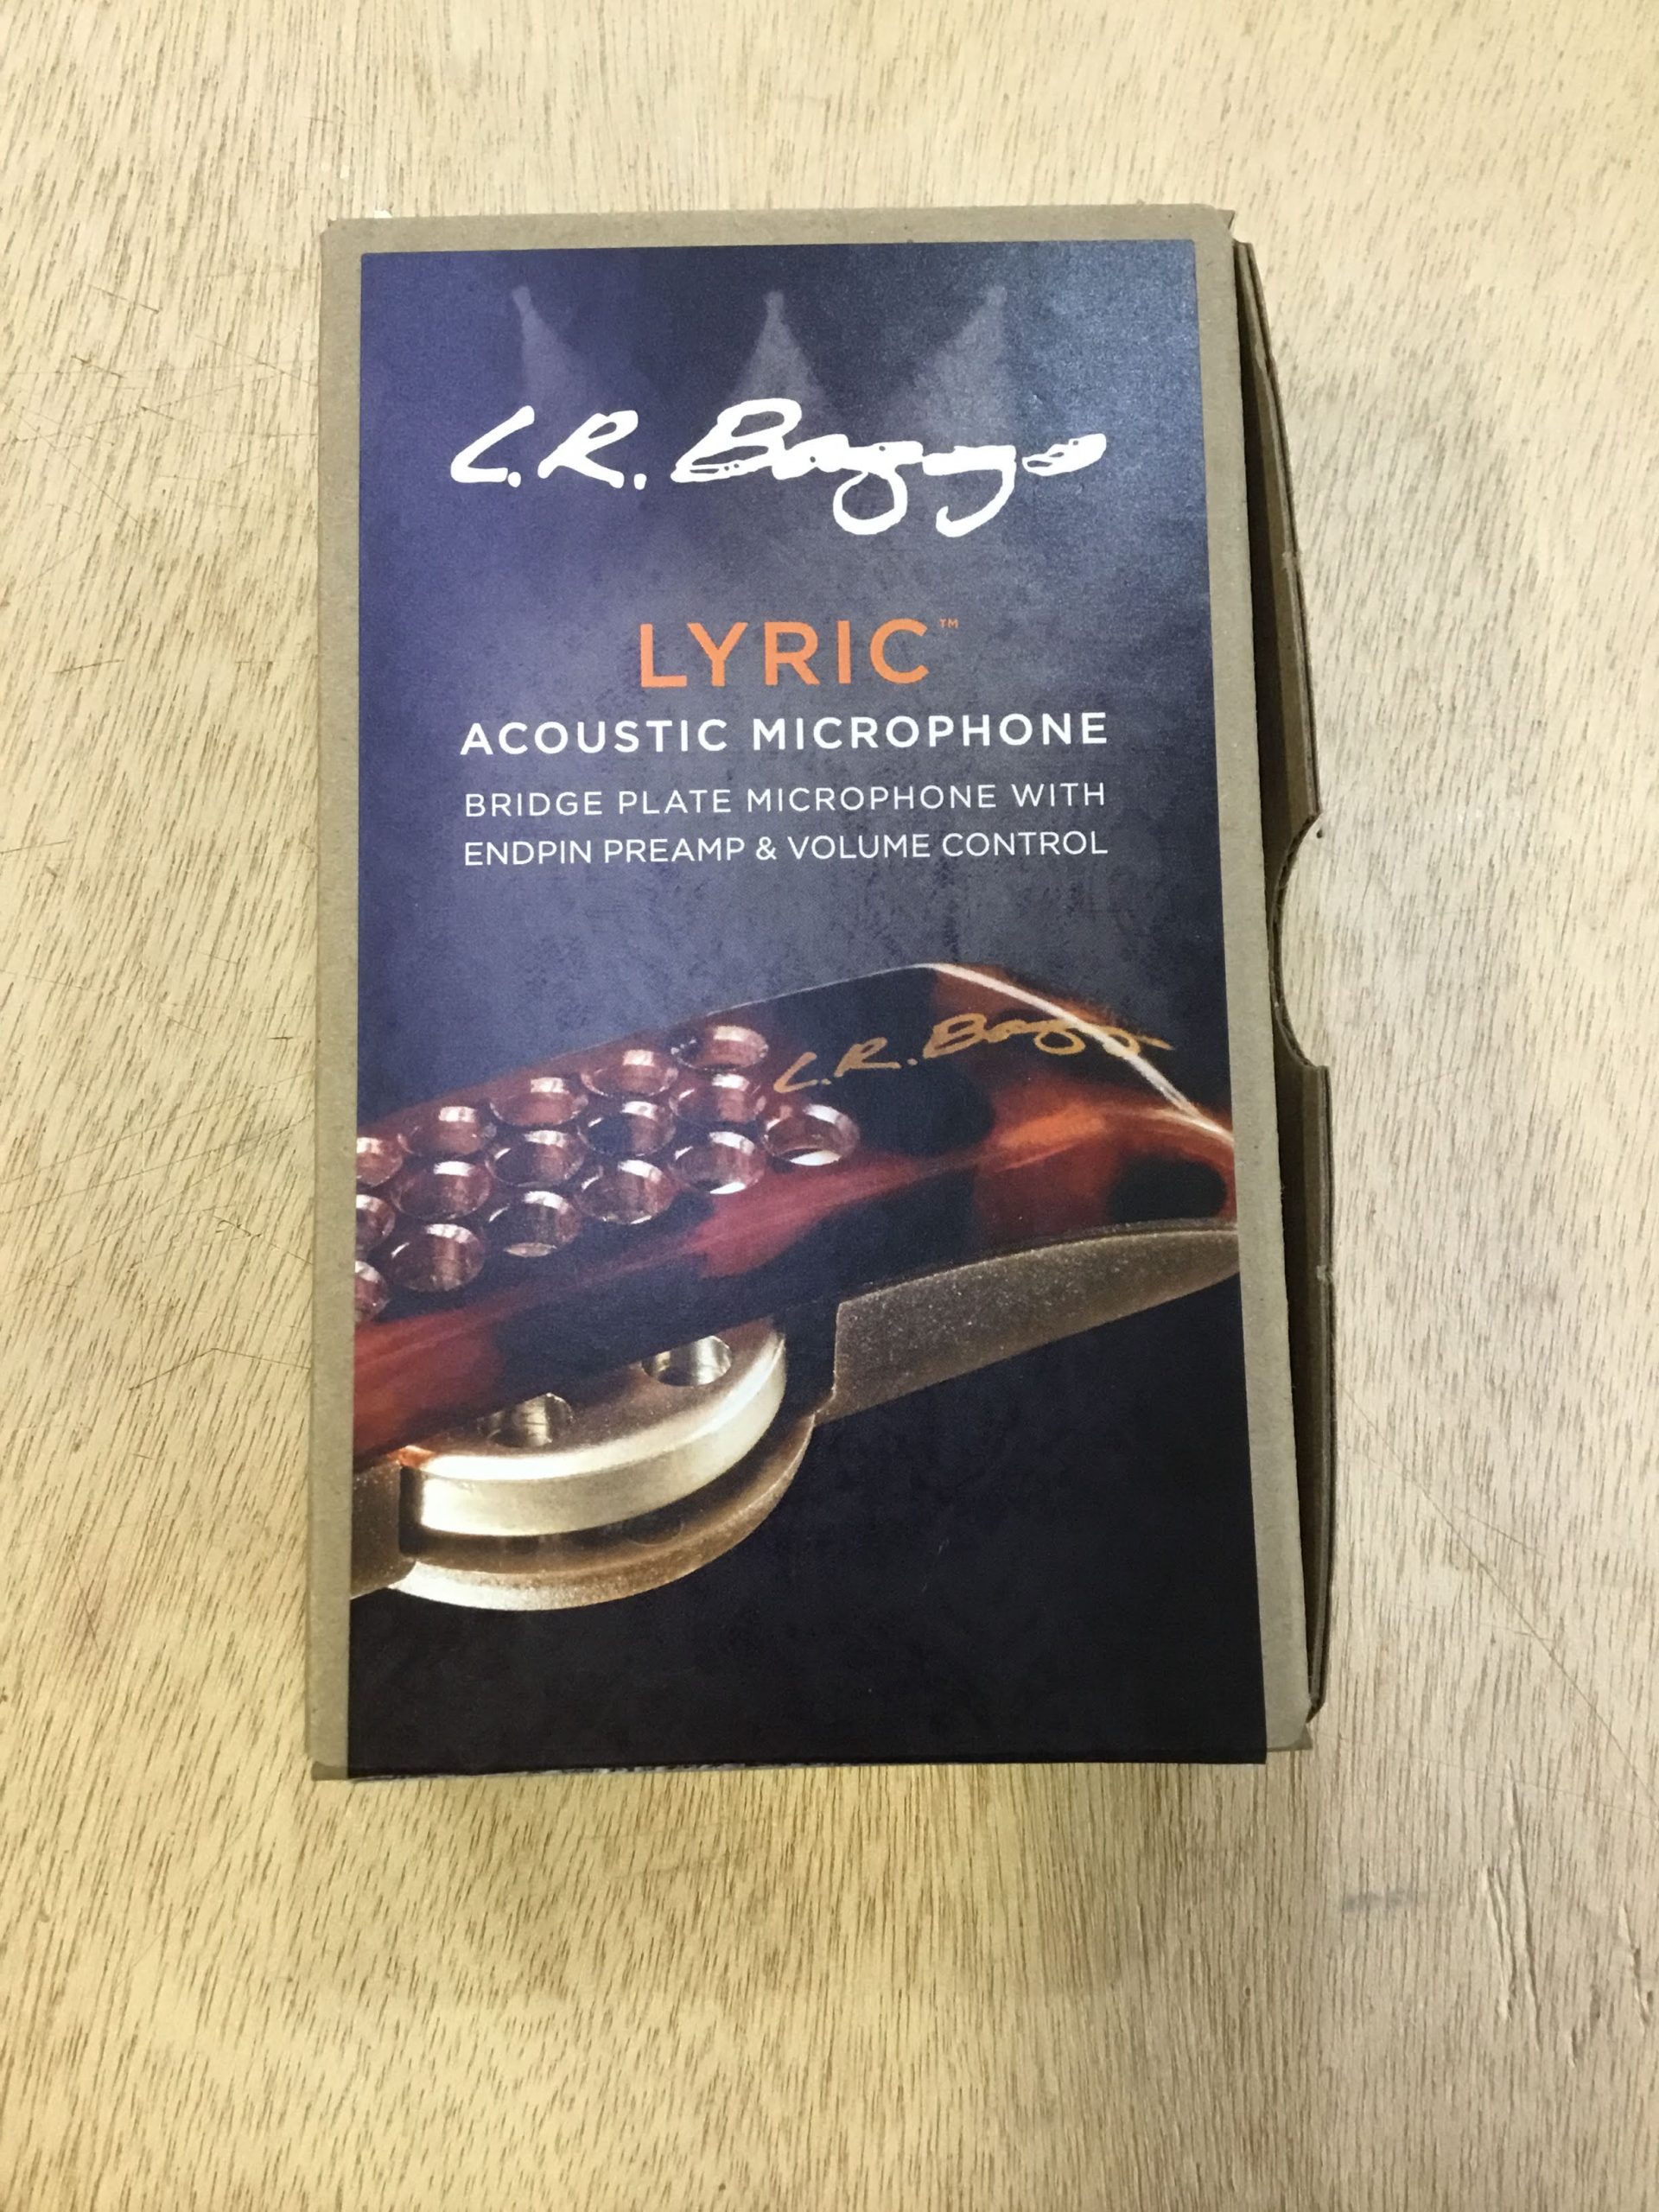 L.R. Baggs
LYRIC™
ACOUSTIC MICROPHONE
BRIDGE PLATE MICROPHONE WITH
ENDPIN PREAMP & VOLUME CONTROL
L.R. Baggs